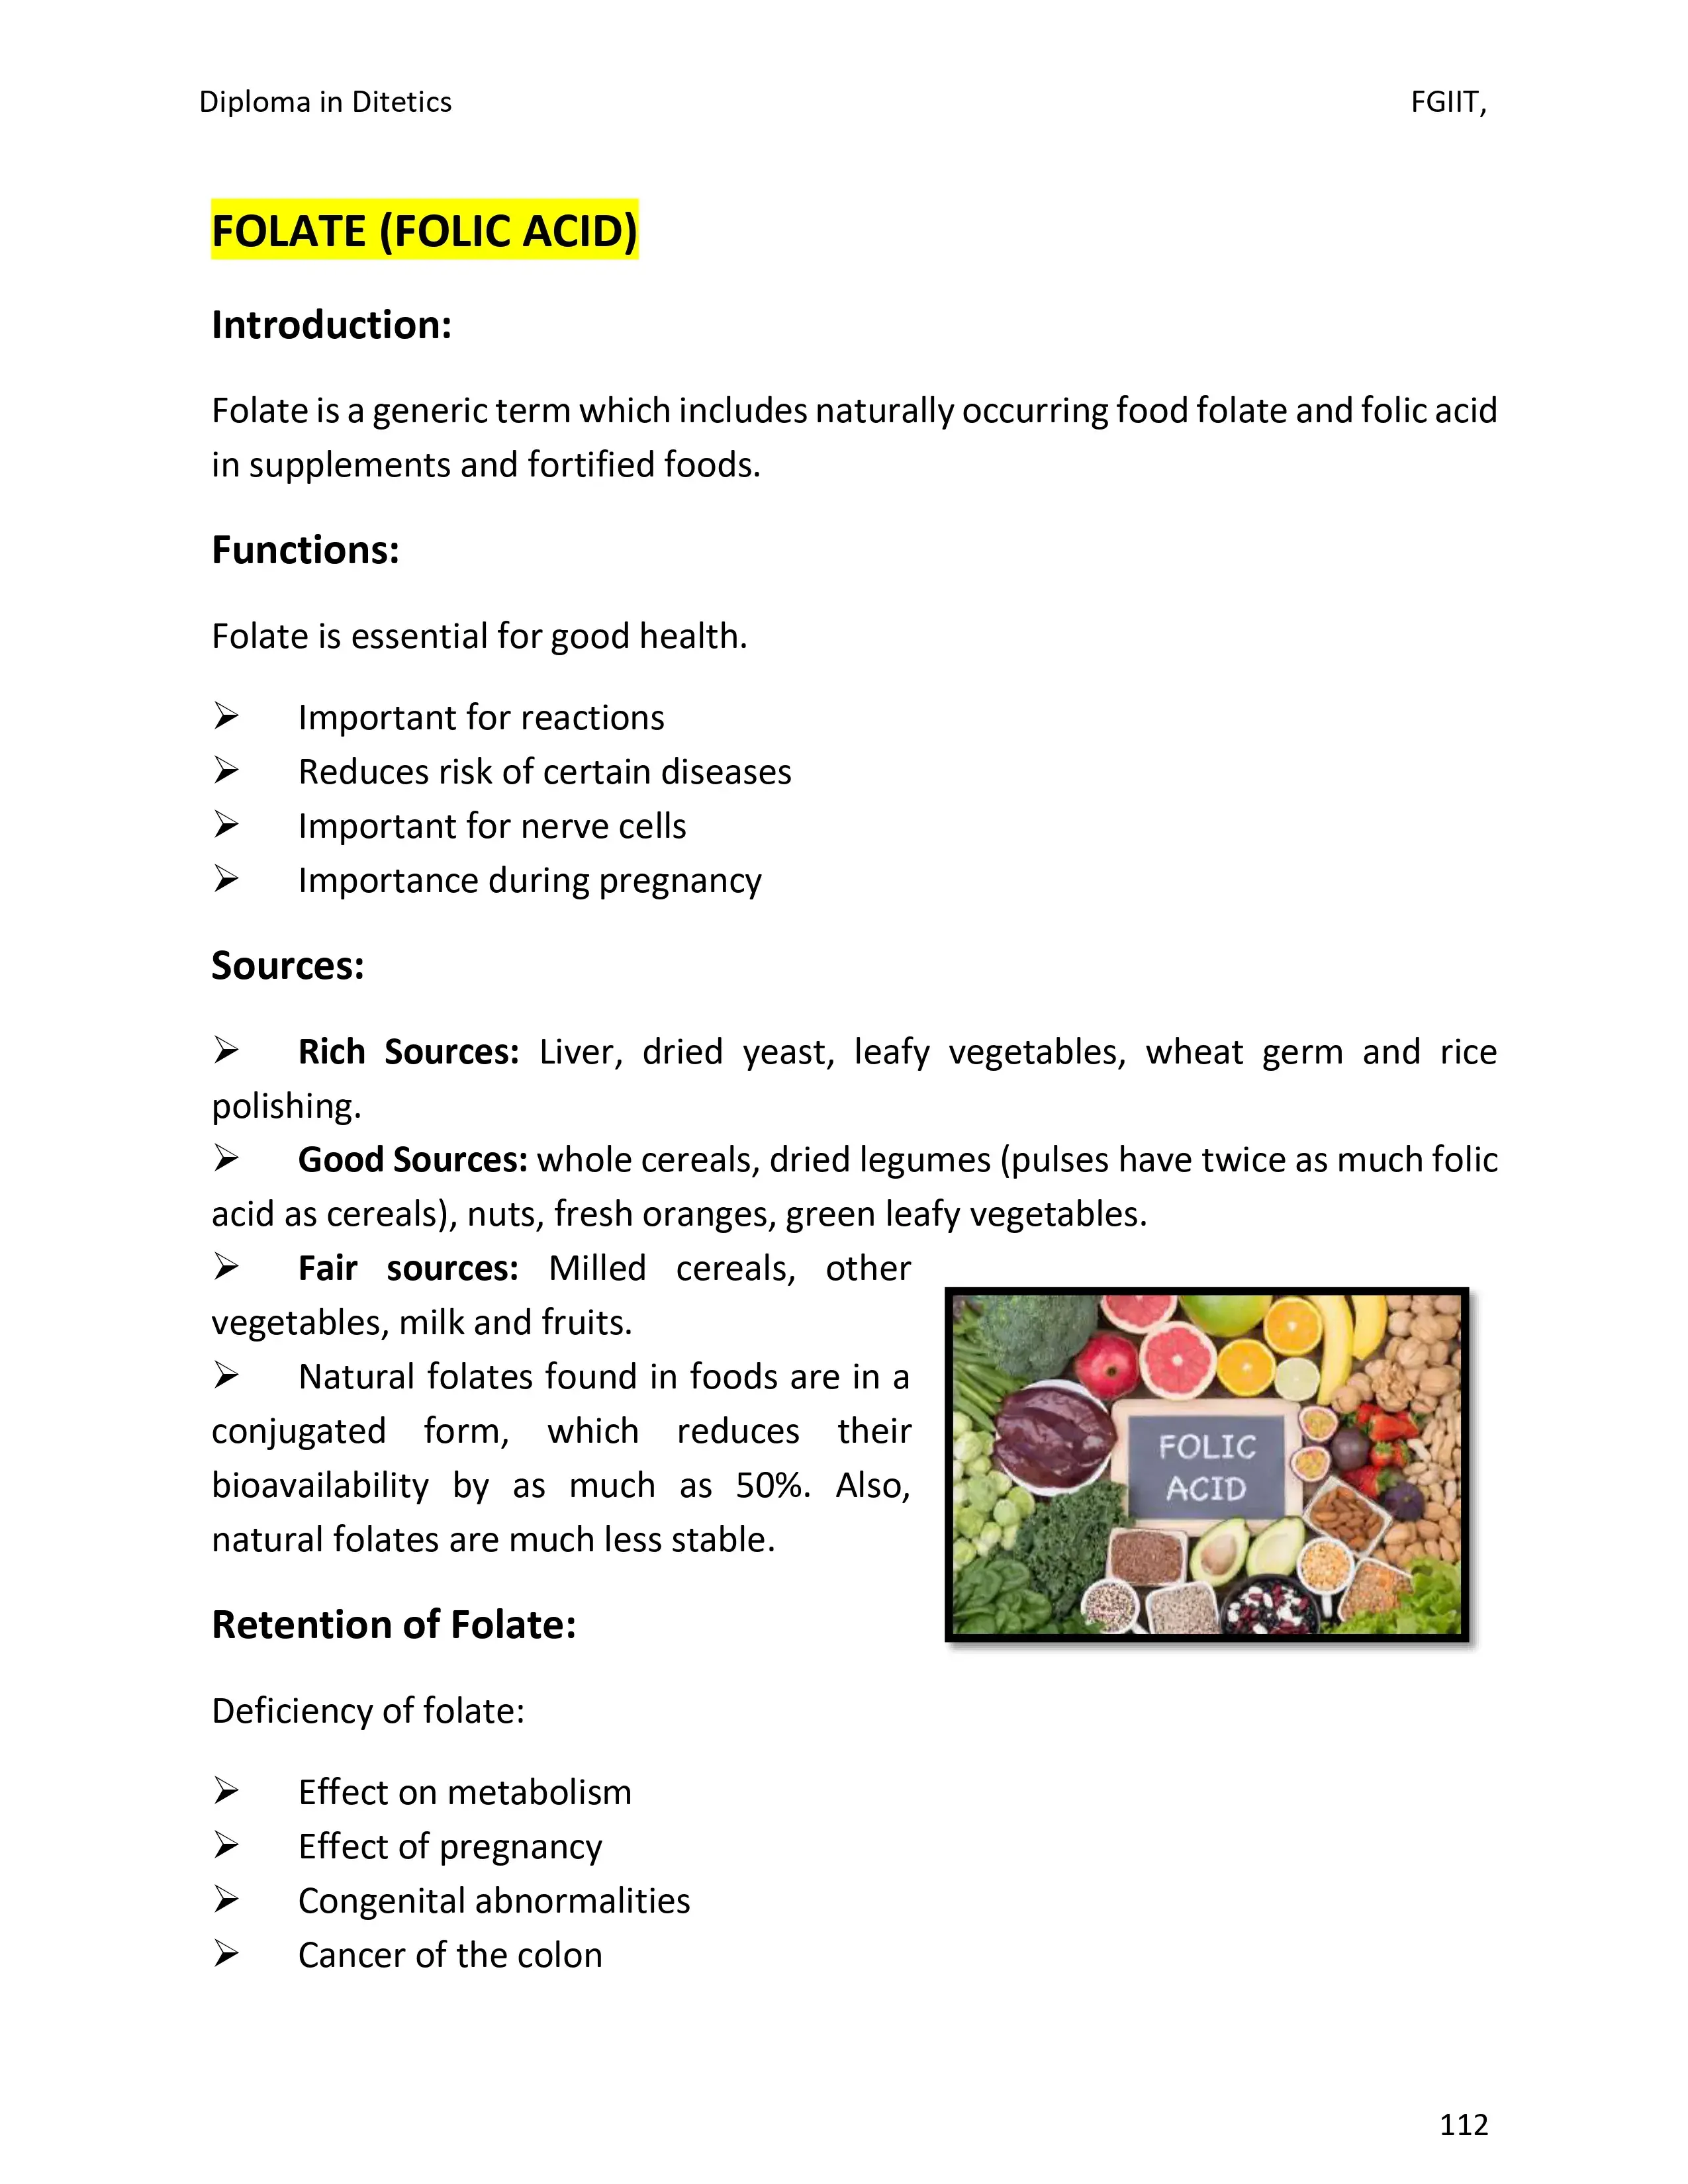 Diploma in Ditetics FGIIT,
FOLATE (FOLIC ACID)
Introduction:
Folate is a generic term which includes naturally occurring food folate and folic acid
in supplements and fortified foods.
Functions:
Folate is essential for good health.
➢ Important for reactions
➢ Reduces risk of certain diseases
➢ Important for nerve cells
➢ Importance during pregnancy
Sources:
➢ Rich Sources: Liver, dried yeast, leafy vegetables, wheat germ and rice
polishing.
➢ Good Sources: whole cereals, dried legumes (pulses have twice as much folic
acid as cereals), nuts, fresh oranges, green leafy vegetables.
➢ Fair sources: Milled cereals, other
vegetables, milk and fruits.
➢ Natural folates found in foods are in a
conjugated form, which reduces their
bioavailability by as much as 50%. Also,
natural folates are much less stable.
FOLIC
ACID
Retention of Folate:
Deficiency of folate:
➢ Effect on metabolism
➢ Effect of pregnancy
➢ Congenital abnormalities
➢ Cancer of the colon
112